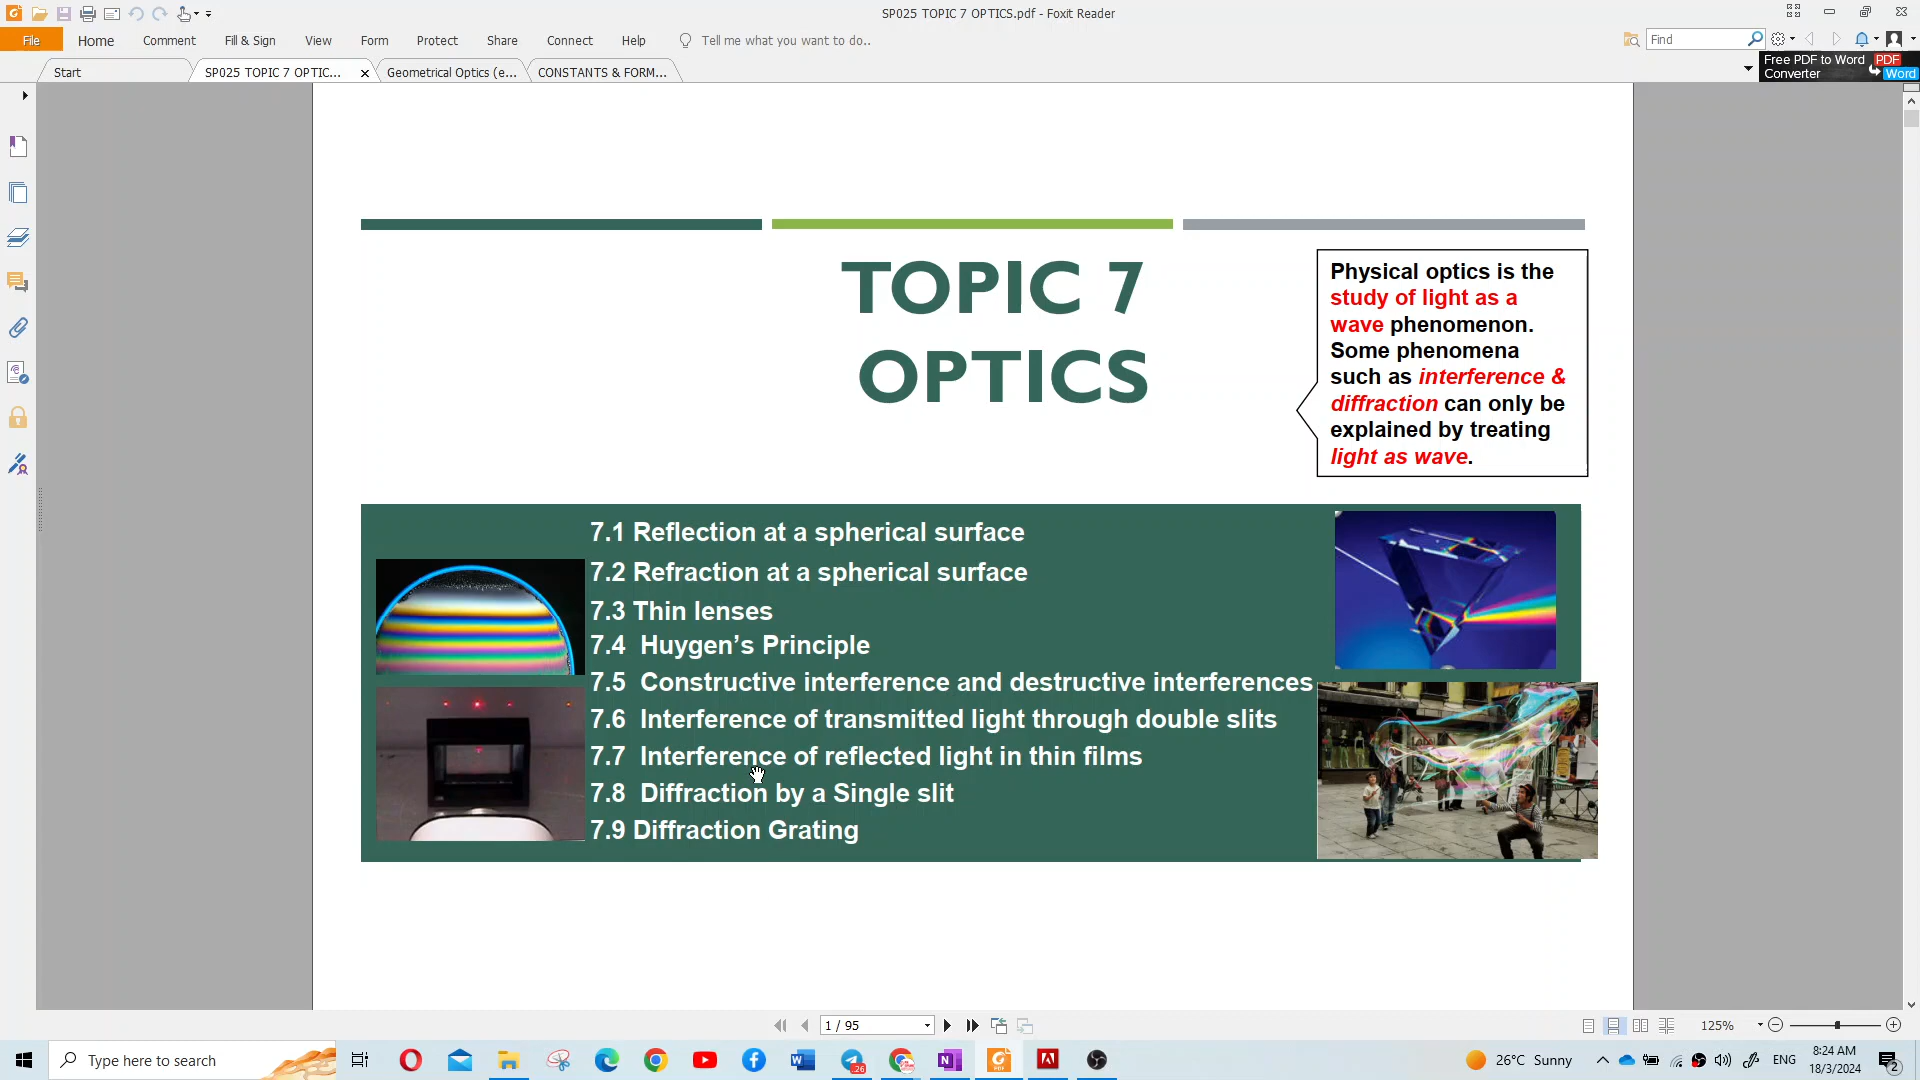 SP025 TOPIC 7 OPTICS.pdf - Foxit Reader
File Home Comment Fill & Sign View Form Protect Share Connect Help Tell me what you want to do.. Find
Start SP025 TOPIC 7 OPTIC... Geometrical Optics (e... CONSTANTS & FORM...
Free PDF to Word
Converter
PDF
Word
TOPIC 7
OPTICS
Physical optics is the
study of light as a
wave phenomenon.
Some phenomena
such as interference &
diffraction can only be
explained by treating
light as wave.
7.1 Reflection at a spherical surface
7.2 Refraction at a spherical surface
7.3 Thin lenses
7.4 Huygen’s Principle
7.5 Constructive interference and destructive interferences
7.6 Interference of transmitted light through double slits
7.7 Interference of reflected light in thin films
7.8 Diffraction by a Single slit
7.9 Diffraction Grating
1 / 95
125%
Type here to search
26
26°C Sunny
ENG
8:24 AM
18/3/2024
2